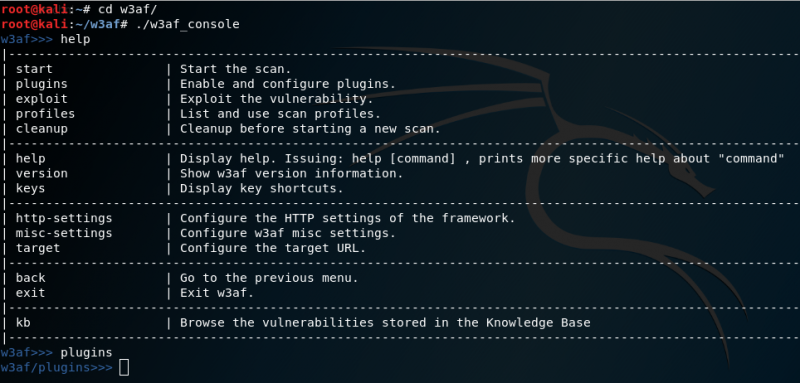 root@kali:~# cd w3af/
root@kali:~/w3af# ./w3af_console
w3af>>> help
|-----------------------------------------------------------------------------
| start | Start the scan.
| plugins | Enable and configure plugins.
| exploit | Exploit the vulnerability.
| profiles | List and use scan profiles.
| cleanup | Cleanup before starting a new scan.
|-----------------------------------------------------------------------------
| help | Display help. Issuing: help [command] , prints more specific help about "command"
| version | Show w3af version information.
| keys | Display key shortcuts.
|-----------------------------------------------------------------------------
| http-settings | Configure the HTTP settings of the framework.
| misc-settings | Configure w3af misc settings.
| target | Configure the target URL.
|-----------------------------------------------------------------------------
| back | Go to the previous menu.
| exit | Exit w3af.
|-----------------------------------------------------------------------------
| kb | Browse the vulnerabilities stored in the Knowledge Base
|-----------------------------------------------------------------------------
w3af>>> plugins
w3af/plugins>>>